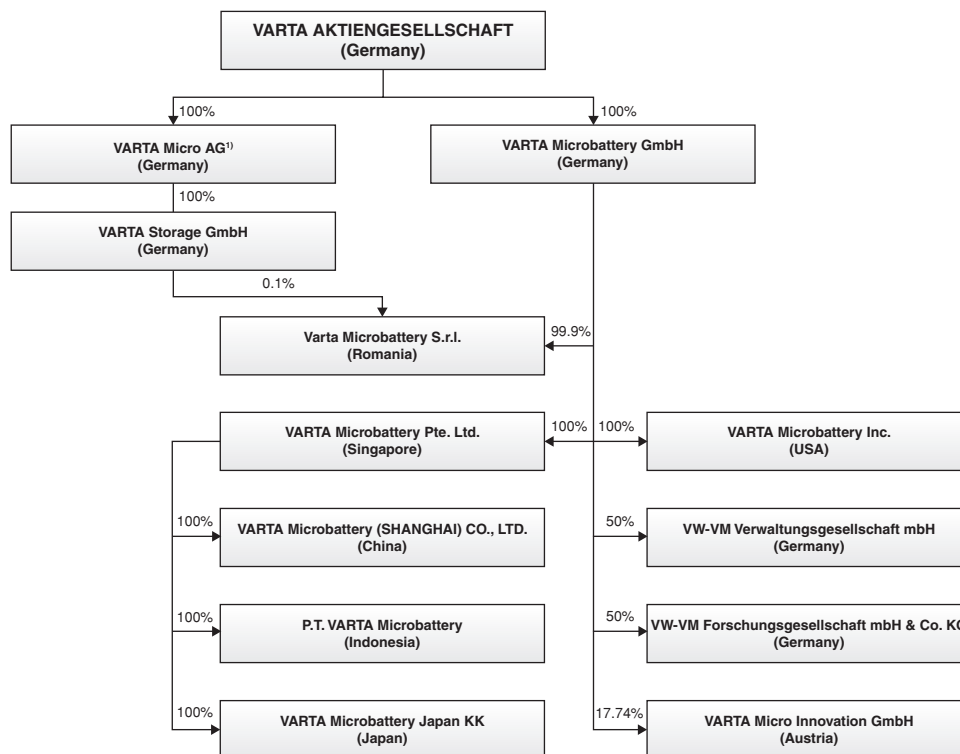 VARTA AKTIENGESELLSCHAFT
(Germany)
100%
100%
VARTA Micro AG¹⁾
(Germany)
VARTA Microbattery GmbH
(Germany)
100%
VARTA Storage GmbH
(Germany)
0.1%
Varta Microbattery S.r.l.
(Romania)
99.9%
VARTA Microbattery Pte. Ltd.
(Singapore)
100%
100%
VARTA Microbattery Inc.
(USA)
100%
VARTA Microbattery (SHANGHAI) CO., LTD.
(China)
50%
VW-VM Verwaltungsgesellschaft mbH
(Germany)
100%
P.T. VARTA Microbattery
(Indonesia)
50%
VW-VM Forschungsgesellschaft mbH & Co. KG
(Germany)
100%
VARTA Microbattery Japan KK
(Japan)
17.74%
VARTA Micro Innovation GmbH
(Austria)